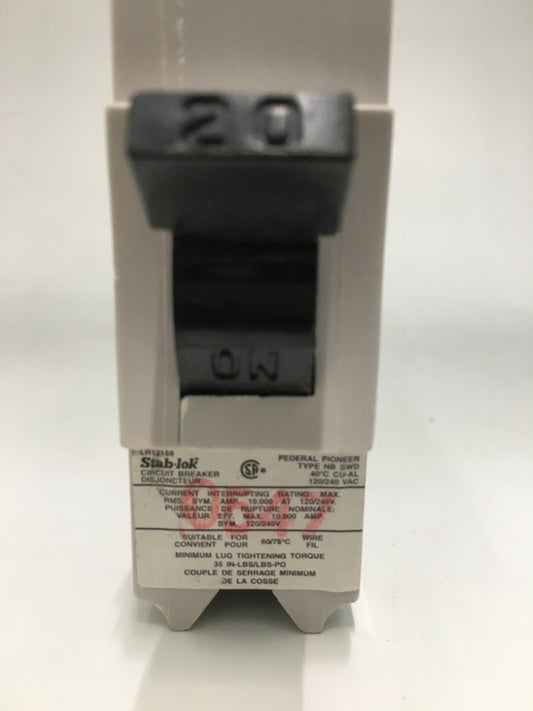 20
ON
LR12188
Stab-lok
CIRCUIT BREAKER
DISJONCTEUR
SA
FEDERAL PIONEER
TYPE NB SWD
40°C CU-AL
120/240 VAC
CURRENT INTERRUPTING RATING: MAX.
RMS. SYM. AMP. 10,000 AT 120/240V.
PUISSANCE DE RUPTURE NOMINALE:
VALEUR EFF. MAX. 10,000 AMP.
SYM. 120/240V.
SUITABLE FOR 60/75°C WIRE
CONVIENT POUR FIL
MINIMUM LUG TIGHTENING TORQUE
35 IN-LBS/LBS-PO
COUPLE DE SERRAGE MINIMUM
DE LA COSSE